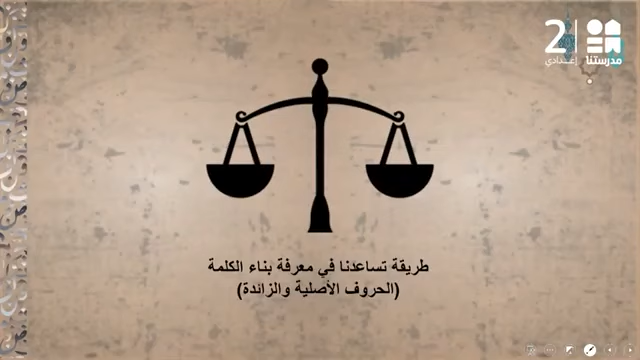 2
إعدادي
مدرستنا
طريقة تساعدنا في معرفة بناء الكلمة
(الحروف الأصلية والزائدة)